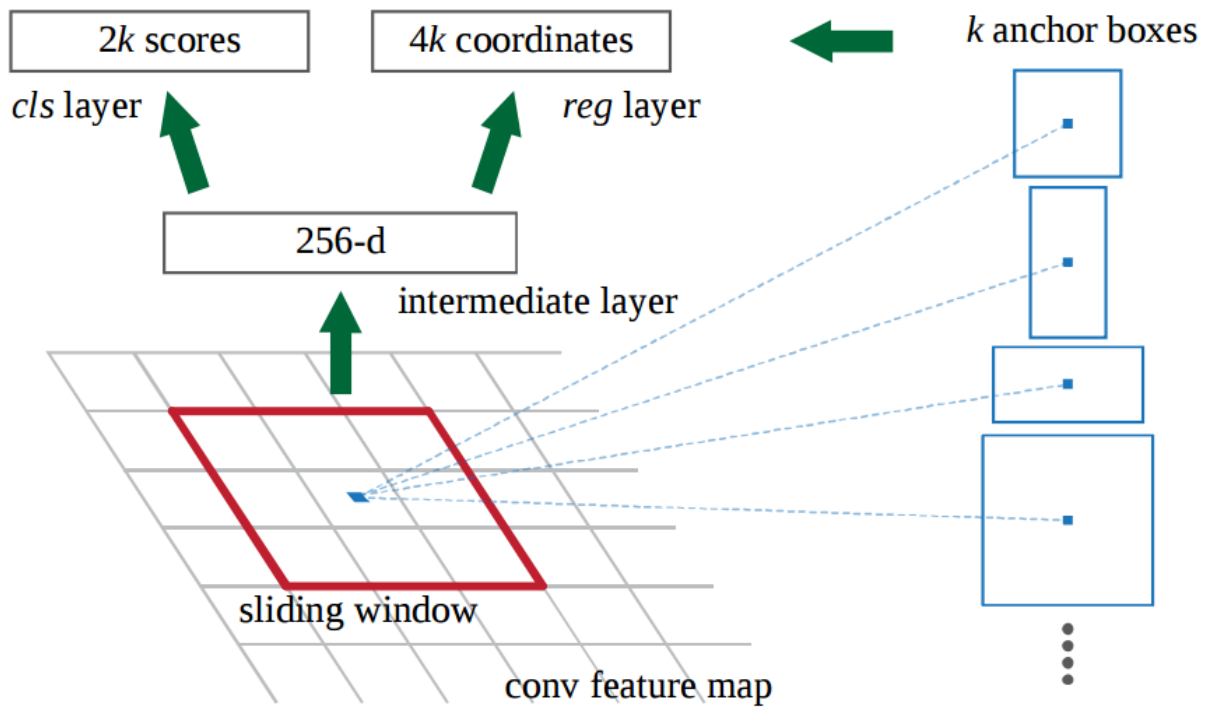 2k scores
4k coordinates
k anchor boxes
cls layer
reg layer
256-d
intermediate layer
sliding window
conv feature map